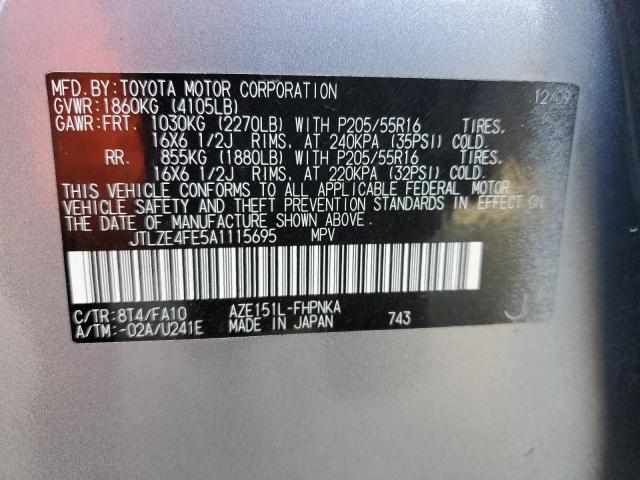 MFD. BY: TOYOTA MOTOR CORPORATION 12/09
GVWR: 1860KG (4105LB)
GAWR: FRT. 1030KG (2270LB) WITH P205/55R16 TIRES,
16X6 1/2J RIMS, AT 240KPA (35PSI) COLD.
RR. 855KG (1880LB) WITH P205/55R16 TIRES,
16X6 1/2J RIMS, AT 220KPA (32PSI) COLD.
THIS VEHICLE CONFORMS TO ALL APPLICABLE FEDERAL MOTOR
VEHICLE SAFETY AND THEFT PREVENTION STANDARDS IN EFFECT ON
THE DATE OF MANUFACTURE SHOWN ABOVE.
JTLZE4FE5A1115695 MPV
C/TR: 8T4/FA10 AZE151L-FHPNKA
A/TM: -02A/U241E MADE IN JAPAN 743 J